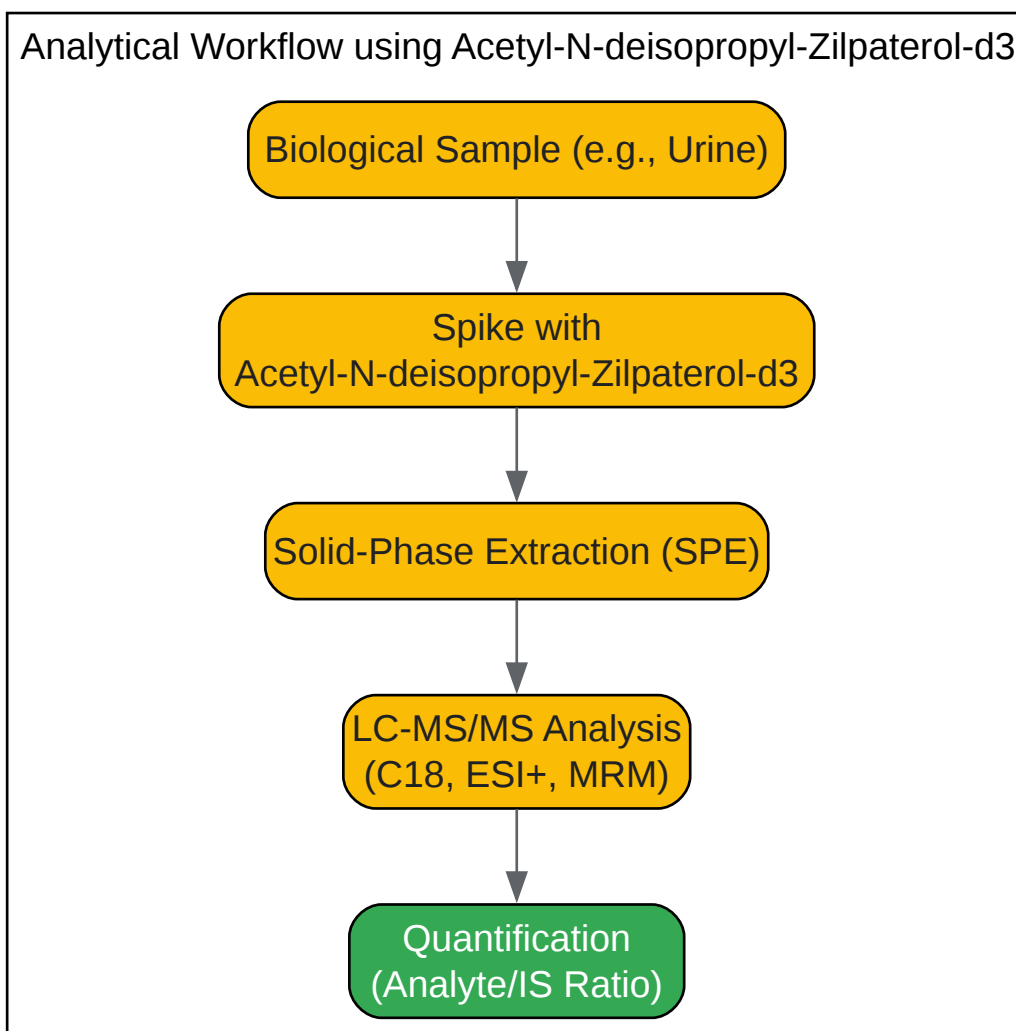 Analytical Workflow using Acetyl-N-deisopropyl-Zilpaterol-d3
Biological Sample (e.g., Urine)
Spike with
Acetyl-N-deisopropyl-Zilpaterol-d3
Solid-Phase Extraction (SPE)
LC-MS/MS Analysis
(C18, ESI+, MRM)
Quantification
(Analyte/IS Ratio)